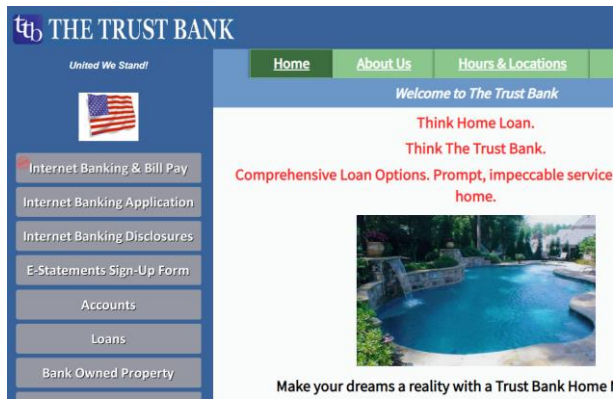 ttb THE TRUST BANK
United We Stand!
Home About Us Hours & Locations
Welcome to The Trust Bank
Think Home Loan.
Think The Trust Bank.
Comprehensive Loan Options. Prompt, impeccable service
home.
Internet Banking & Bill Pay
Internet Banking Application
Internet Banking Disclosures
E-Statements Sign-Up Form
Accounts
Loans
Bank Owned Property
Make your dreams a reality with a Trust Bank Home